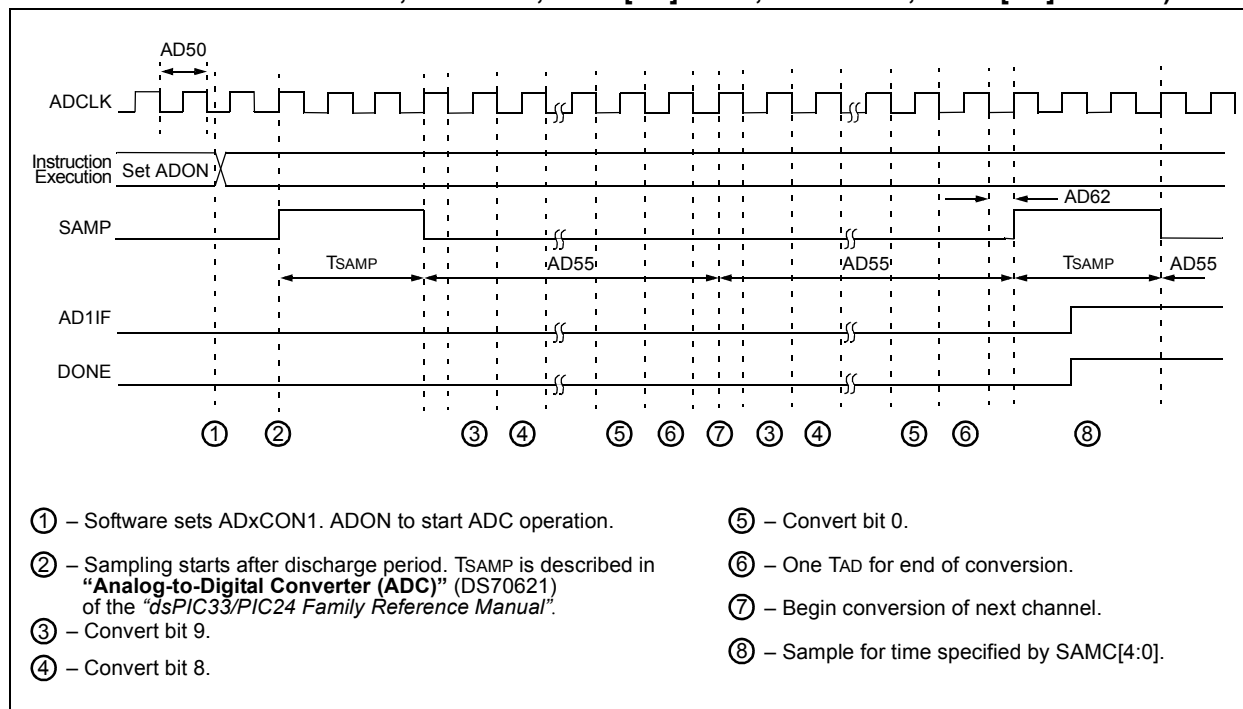 AD50
ADCLK
Instruction
Execution
Set ADON
SAMP
AD62
TSAMP
AD55
AD55
TSAMP
AD55
AD1IF
DONE
1 2 3 4 5 6 7 3 4 5 6 8
1 – Software sets ADxCON1. ADON to start ADC operation.
2 – Sampling starts after discharge period. TSAMP is described in
“Analog-to-Digital Converter (ADC)” (DS70621)
of the “dsPIC33/PIC24 Family Reference Manual”.
3 – Convert bit 9.
4 – Convert bit 8.
5 – Convert bit 0.
6 – One TAD for end of conversion.
7 – Begin conversion of next channel.
8 – Sample for time specified by SAMC[4:0].